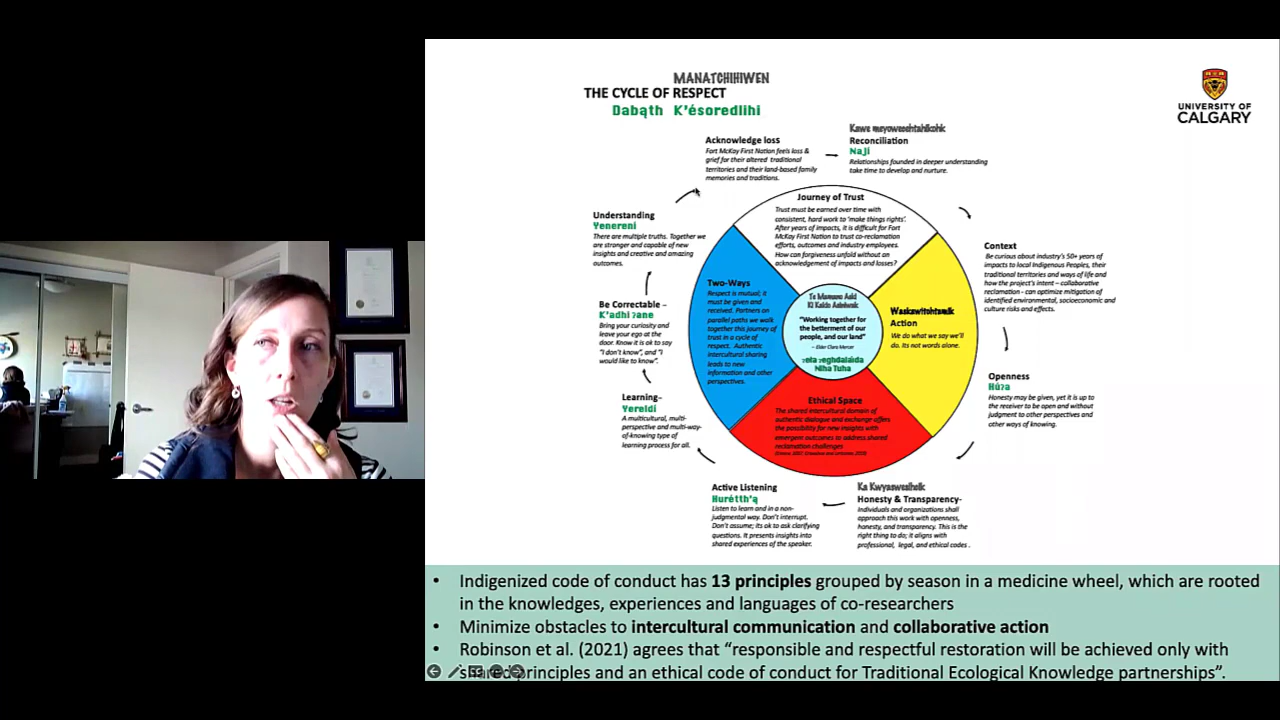 MANATCHIHIWEN
THE CYCLE OF RESPECT
Dabąth K'ésoredlihi
UNIVERSITY OF
CALGARY
Acknowledge loss
Fort McKay First Nation feels loss &
grief for their altered traditional
territories and their land-based family
memories and traditions.
Reconciliation
Naji
Relationships founded in deeper understanding
take time to develop and nurture.
Context
Be curious about industry's 50+ years of
impacts to local Indigenous Peoples, their
traditional territories and ways of life and
how the project's intent – collaborative
reclamation - can optimize mitigation of
identified environmental, socioeconomic and
culture risks and effects.
Openness
Húɂa
Honesty may be given, yet it is up to
the receiver to be open and without
judgment to other perspectives and
other ways of knowing.
Honesty & Transparency-
Individuals and organizations shall
approach this work with openness,
honesty, and transparency. This is the
right thing to do; it aligns with
professional, legal, and ethical codes .
Active Listening
Hurétth'ą
Listen to learn and in a non-
judgmental way. Don't interrupt.
Don't assume; its ok to ask clarifying
questions. It presents insights into
shared experiences of the speaker.
Learning–
Yereldi
A multicultural, multi-
perspective and multi-way-
of-knowing type of
learning process for all.
Be Correctable –
K'adhi ɂane
Bring your curiosity and
leave your ego at the
door. Know it is ok to say
"I don't know", and "I
would like to know".
Understanding
Yenereni
There are multiple truths. Together we
are stronger and capable of new
insights and creative and amazing
outcomes.
Journey of Trust
Trust must be earned over time with
consistent, hard work to 'make things rights'.
After years of impacts, it is difficult for Fort
McKay First Nation to trust co-reclamation
efforts, outcomes and industry employees.
How can forgiveness unfold without an
acknowledgement of impacts and losses?
Two-Ways
Respect is mutual; it
must be given and
received. Partners on
parallel paths we walk
together this journey of
trust in a cycle of
respect. Authentic
intercultural sharing
leads to new
information and other
perspectives.
Action
We do what we say we'll
do. Its not words alone.
"Working together for
the betterment of our
people, and our land"
– Elder Clara Mercer
Niha Tuha
Ethical Space
The shared intercultural domain of
authentic dialogue and exchange offers
the possibility for new insights with
emergent outcomes to address shared
reclamation challenges
• Indigenized code of conduct has 13 principles grouped by season in a medicine wheel, which are rooted
in the knowledges, experiences and languages of co-researchers
• Minimize obstacles to intercultural communication and collaborative action
• Robinson et al. (2021) agrees that "responsible and respectful restoration will be achieved only with
shared principles and an ethical code of conduct for Traditional Ecological Knowledge partnerships".